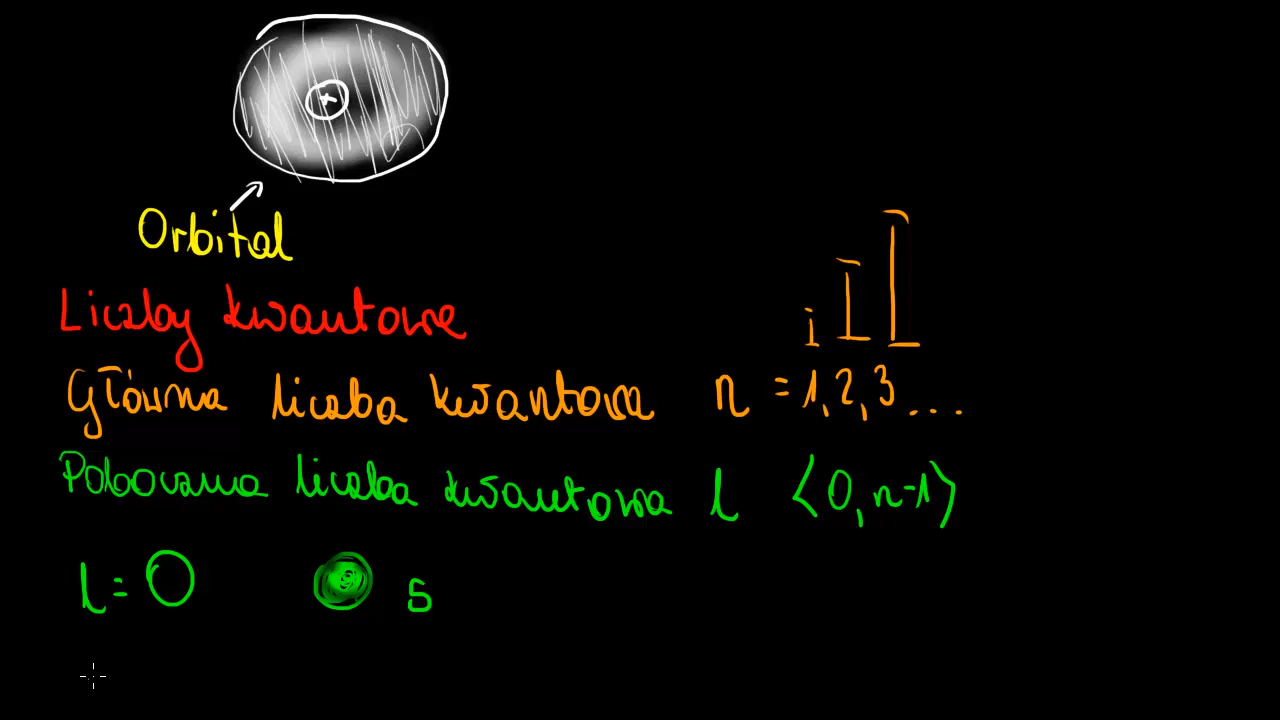 Orbital
Liczby kwantowe
i I I
Główna liczba kwantowa n = 1, 2, 3 ...
Poboczna liczba kwantowa l ⟨0, n-1⟩
l = 0 s